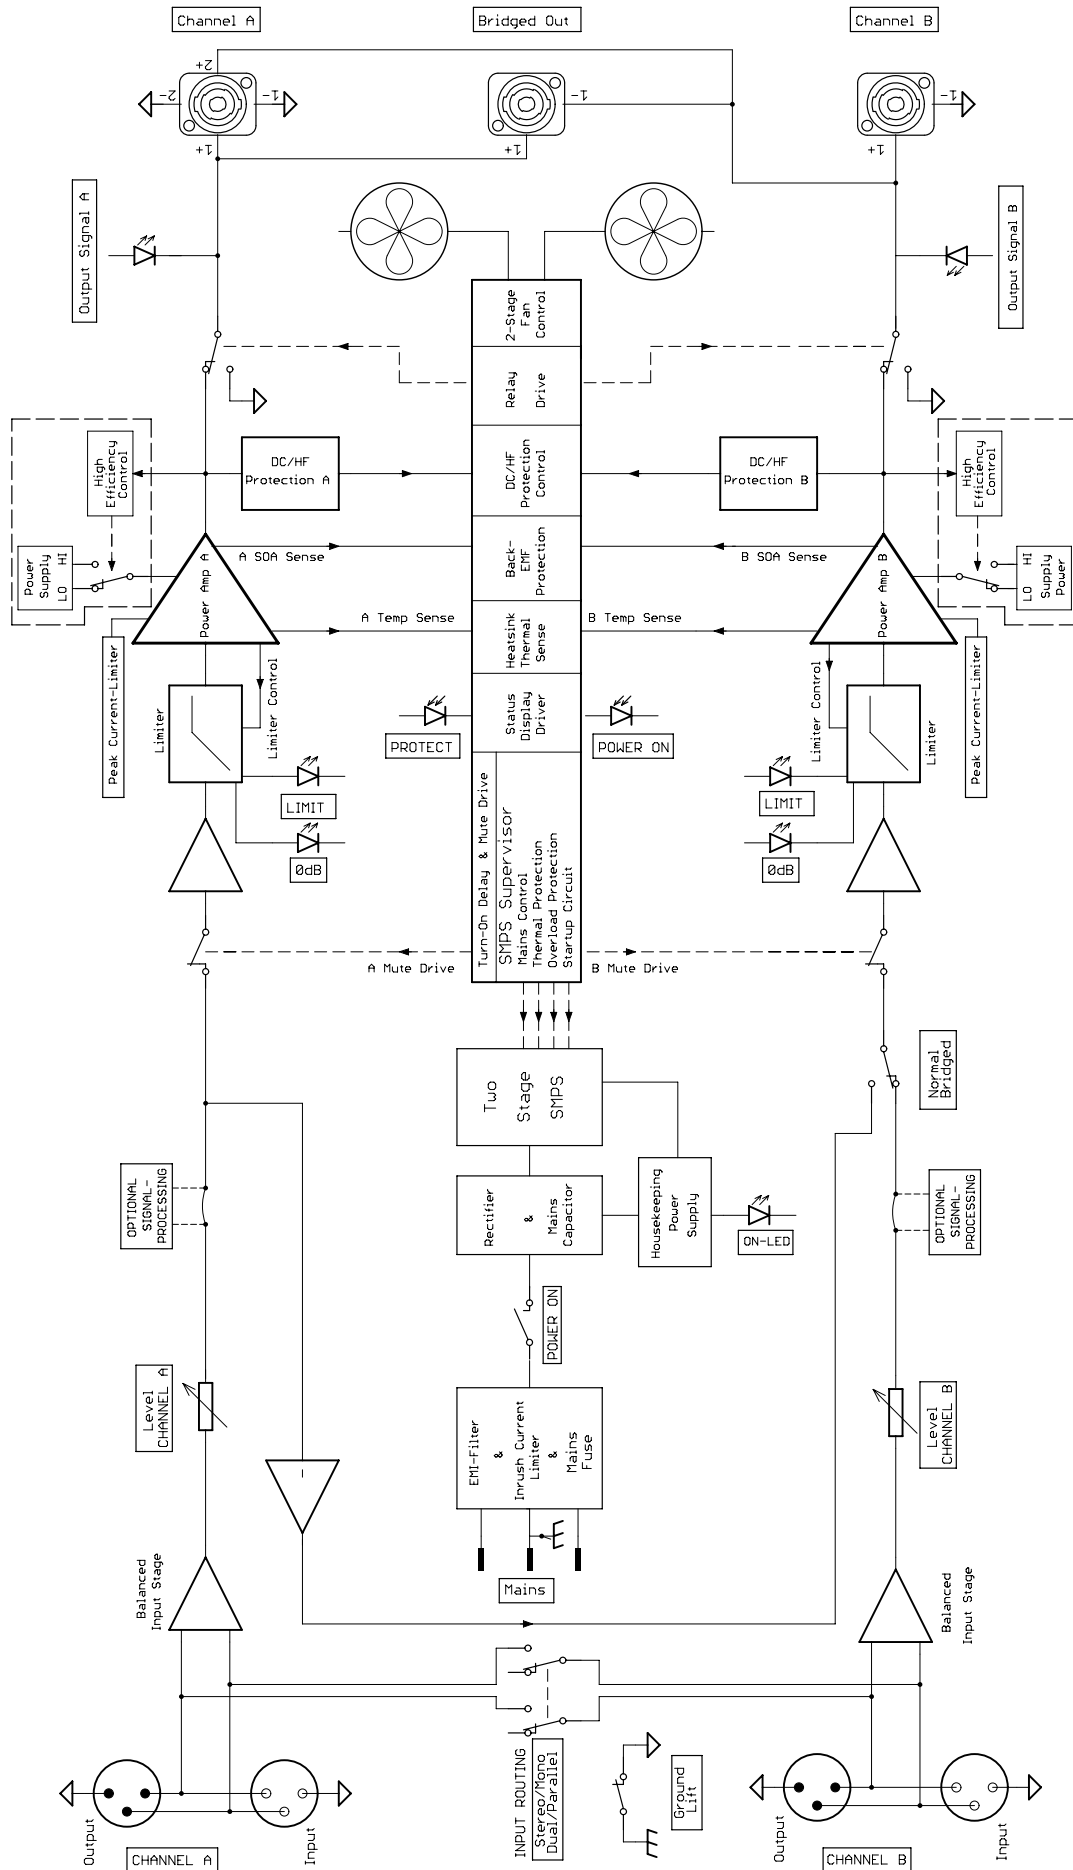 Channel A
Bridged Out
Channel B
2+
2-
1-
1+
1-
1+
1-
1+
Output Signal A
Output Signal B
2-Stage
Fan
Control
Relay
Drive
High
Efficiency
Control
DC/HF
Protection A
DC/HF
Protection
Control
DC/HF
Protection B
High
Efficiency
Control
Power
Supply
LO
HI
Power Amp A
A SOA Sense
Back-
EMF
Protection
B SOA Sense
Power Amp B
LO
HI
Supply
Power
A Temp Sense
Heatsink
Thermal
Sense
B Temp Sense
Peak Current-Limiter
Limiter
Limiter Control
PROTECT
Status
Display
Driver
POWER ON
Limiter Control
Limiter
Peak Current-Limiter
LIMIT
0dB
LIMIT
0dB
Turn-On Delay & Mute Drive
SMPS Supervisor
Mains Control
Thermal Protection
Overload Protection
Startup Circuit
A Mute Drive
B Mute Drive
Two
Stage
SMPS
Normal
Bridged
OPTIONAL
SIGNAL-
PROCESSING
Rectifier
&
Mains
Capacitor
Housekeeping
Power
Supply
ON-LED
OPTIONAL
SIGNAL-
PROCESSING
POWER ON
Level
CHANNEL A
EMI-Filter
&
Inrush Current
Limiter
&
Mains
Fuse
Level
CHANNEL B
Mains
Balanced
Input Stage
Balanced
Input Stage
INPUT ROUTING
Stereo/Mono
Dual/Parallel
Ground
Lift
Output
CHANNEL A
Input
Output
CHANNEL B
Input